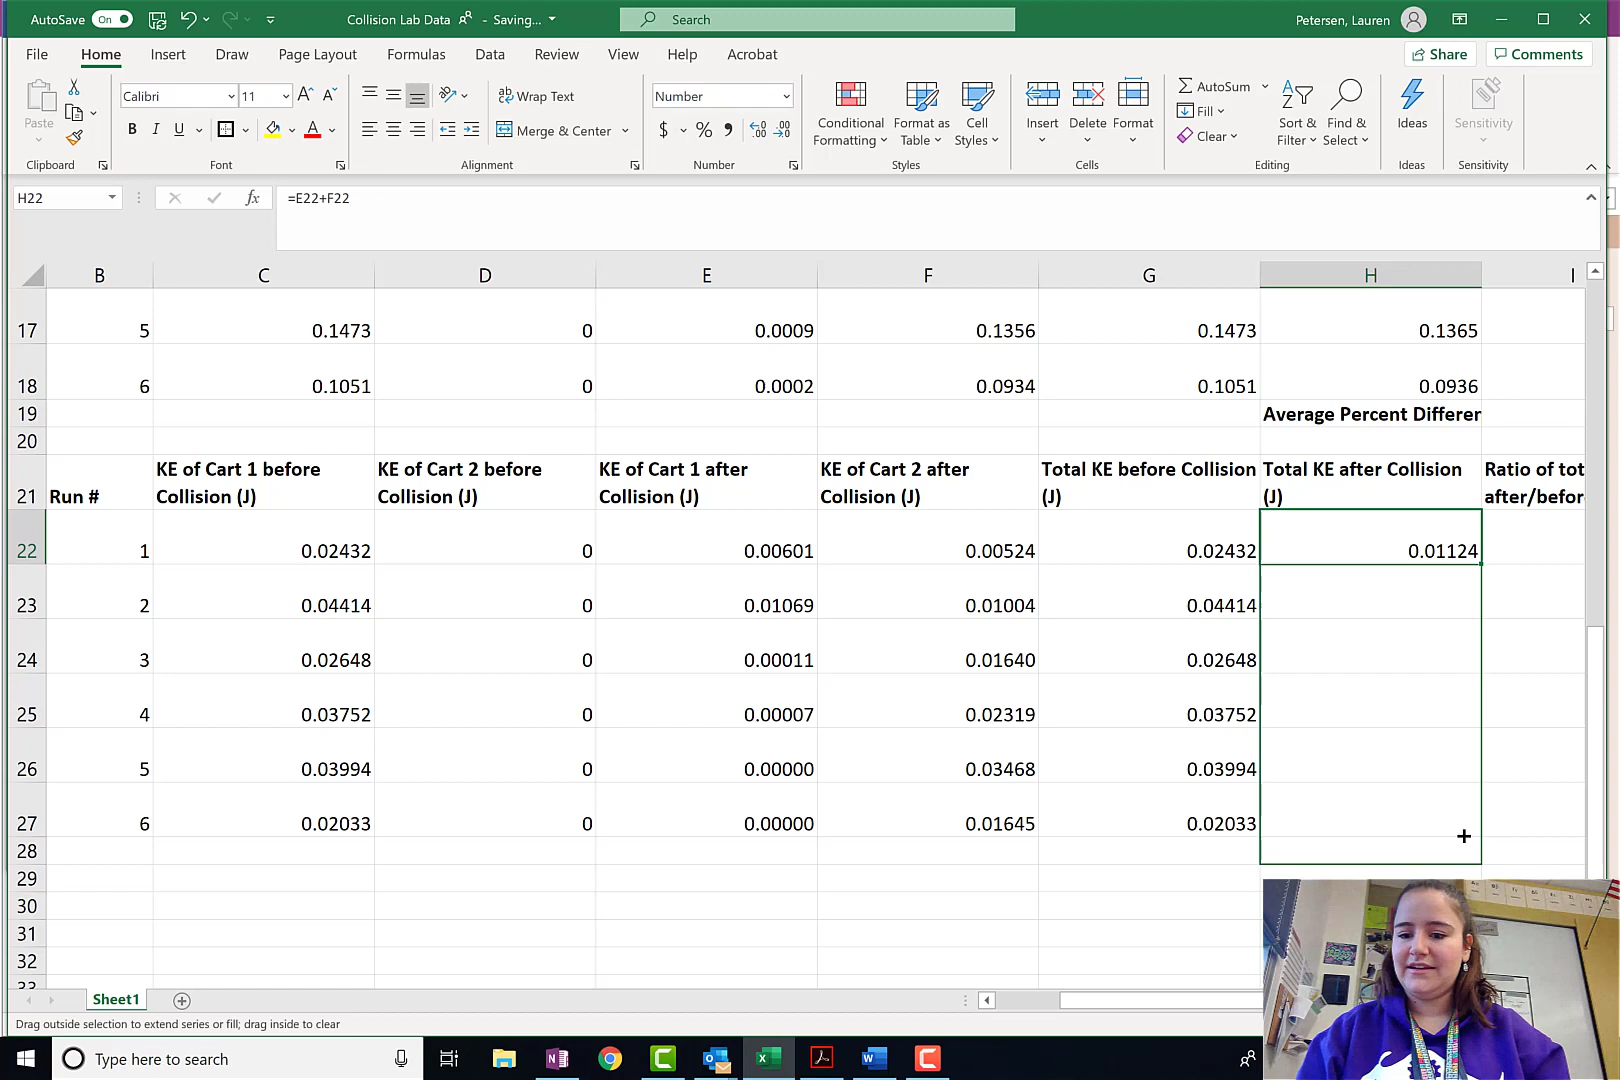 AutoSave On Collision Lab Data - Saving... Search Petersen, Lauren
File Home Insert Draw Page Layout Formulas Data Review View Help Acrobat Share Comments
Paste Calibri 11 Wrap Text Number Conditional Formatting Format as Table Cell Styles Insert Delete Format AutoSum Sort & Filter Find & Select Ideas Sensitivity
B I U A Merge & Center $ % Fill
Clear
Clipboard Font Alignment Number Styles Cells Editing Ideas Sensitivity
H22 fx =E22+F22
B C D E F G H I
17 5 0.1473 0 0.0009 0.1356 0.1473 0.1365
18 6 0.1051 0 0.0002 0.0934 0.1051 0.0936
19 Average Percent Differen
20
21 Run # KE of Cart 1 before Collision (J) KE of Cart 2 before Collision (J) KE of Cart 1 after Collision (J) KE of Cart 2 after Collision (J) Total KE before Collision (J) Total KE after Collision (J) Ratio of tot after/befor
22 1 0.02432 0 0.00601 0.00524 0.02432 0.01124
23 2 0.04414 0 0.01069 0.01004 0.04414
24 3 0.02648 0 0.00011 0.01640 0.02648
25 4 0.03752 0 0.00007 0.02319 0.03752
26 5 0.03994 0 0.00000 0.03468 0.03994
27 6 0.02033 0 0.00000 0.01645 0.02033
28
29
30
31
32
Sheet1
Drag outside selection to extend series or fill; drag inside to clear
Type here to search